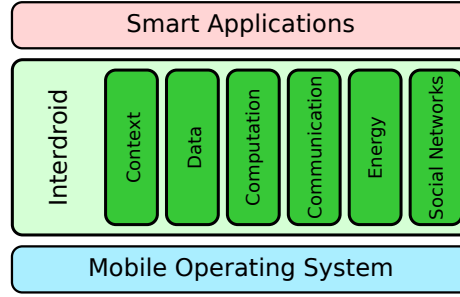 Smart Applications
Interdroid
Context
Data
Computation
Communication
Energy
Social Networks
Mobile Operating System